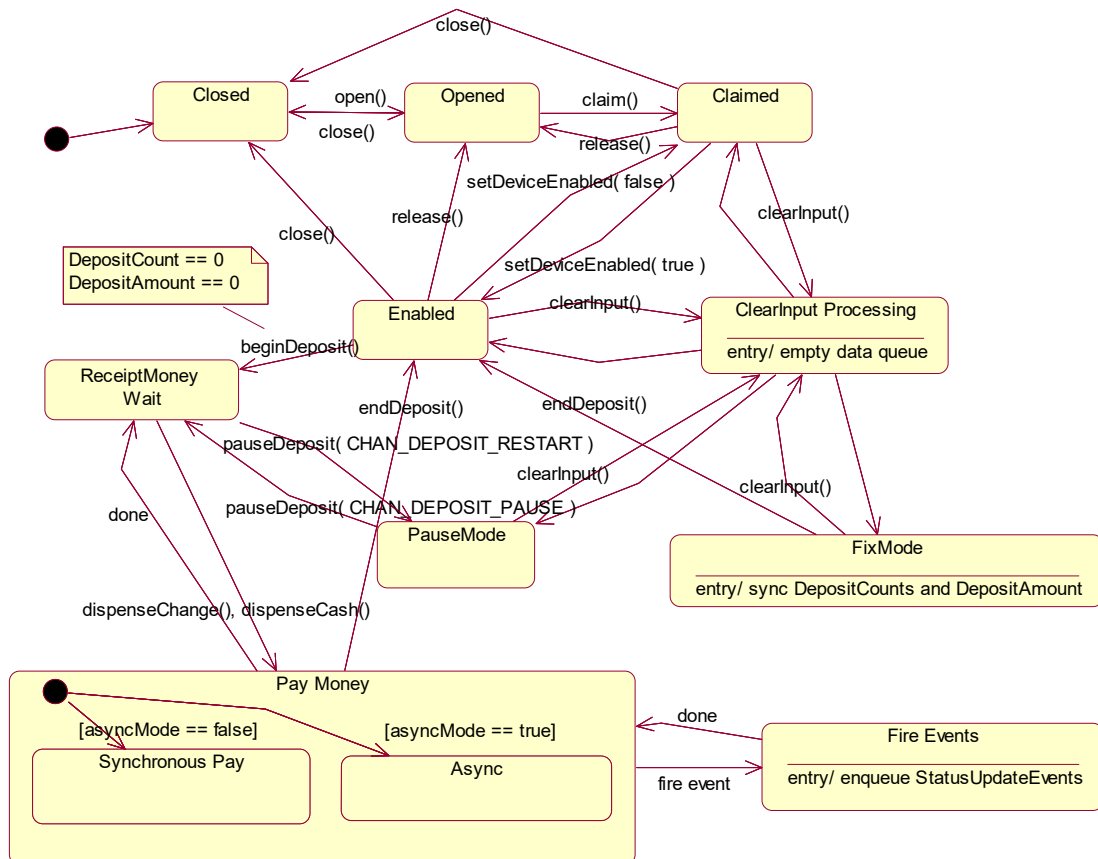 close()
Closed
Opened
Claimed
open()
close()
claim()
release()
setDeviceEnabled( false )
release()
clearInput()
close()
DepositCount == 0
DepositAmount == 0
setDeviceEnabled( true )
Enabled
clearInput()
ClearInput Processing
entry/ empty data queue
beginDeposit()
ReceiptMoney
Wait
endDeposit()
endDeposit()
pauseDeposit( CHAN_DEPOSIT_RESTART )
clearInput()
clearInput()
done
pauseDeposit( CHAN_DEPOSIT_PAUSE )
PauseMode
FixMode
entry/ sync DepositCounts and DepositAmount
dispenseChange(), dispenseCash()
Pay Money
[asyncMode == false]
[asyncMode == true]
Synchronous Pay
Async
done
Fire Events
entry/ enqueue StatusUpdateEvents
fire event